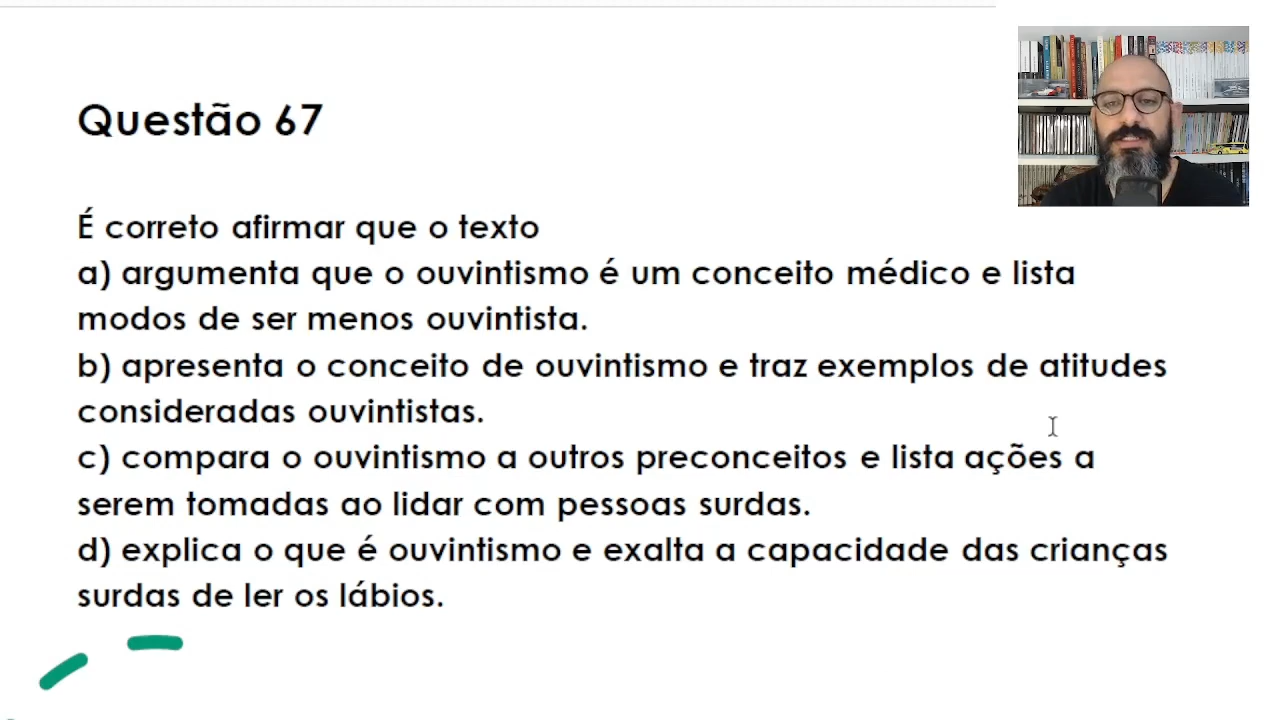 Questão 67
É correto afirmar que o texto
a) argumenta que o ouvintismo é um conceito médico e lista
modos de ser menos ouvintista.
b) apresenta o conceito de ouvintismo e traz exemplos de atitudes
consideradas ouvintistas.
c) compara o ouvintismo a outros preconceitos e lista ações a
serem tomadas ao lidar com pessoas surdas.
d) explica o que é ouvintismo e exalta a capacidade das crianças
surdas de ler os lábios.